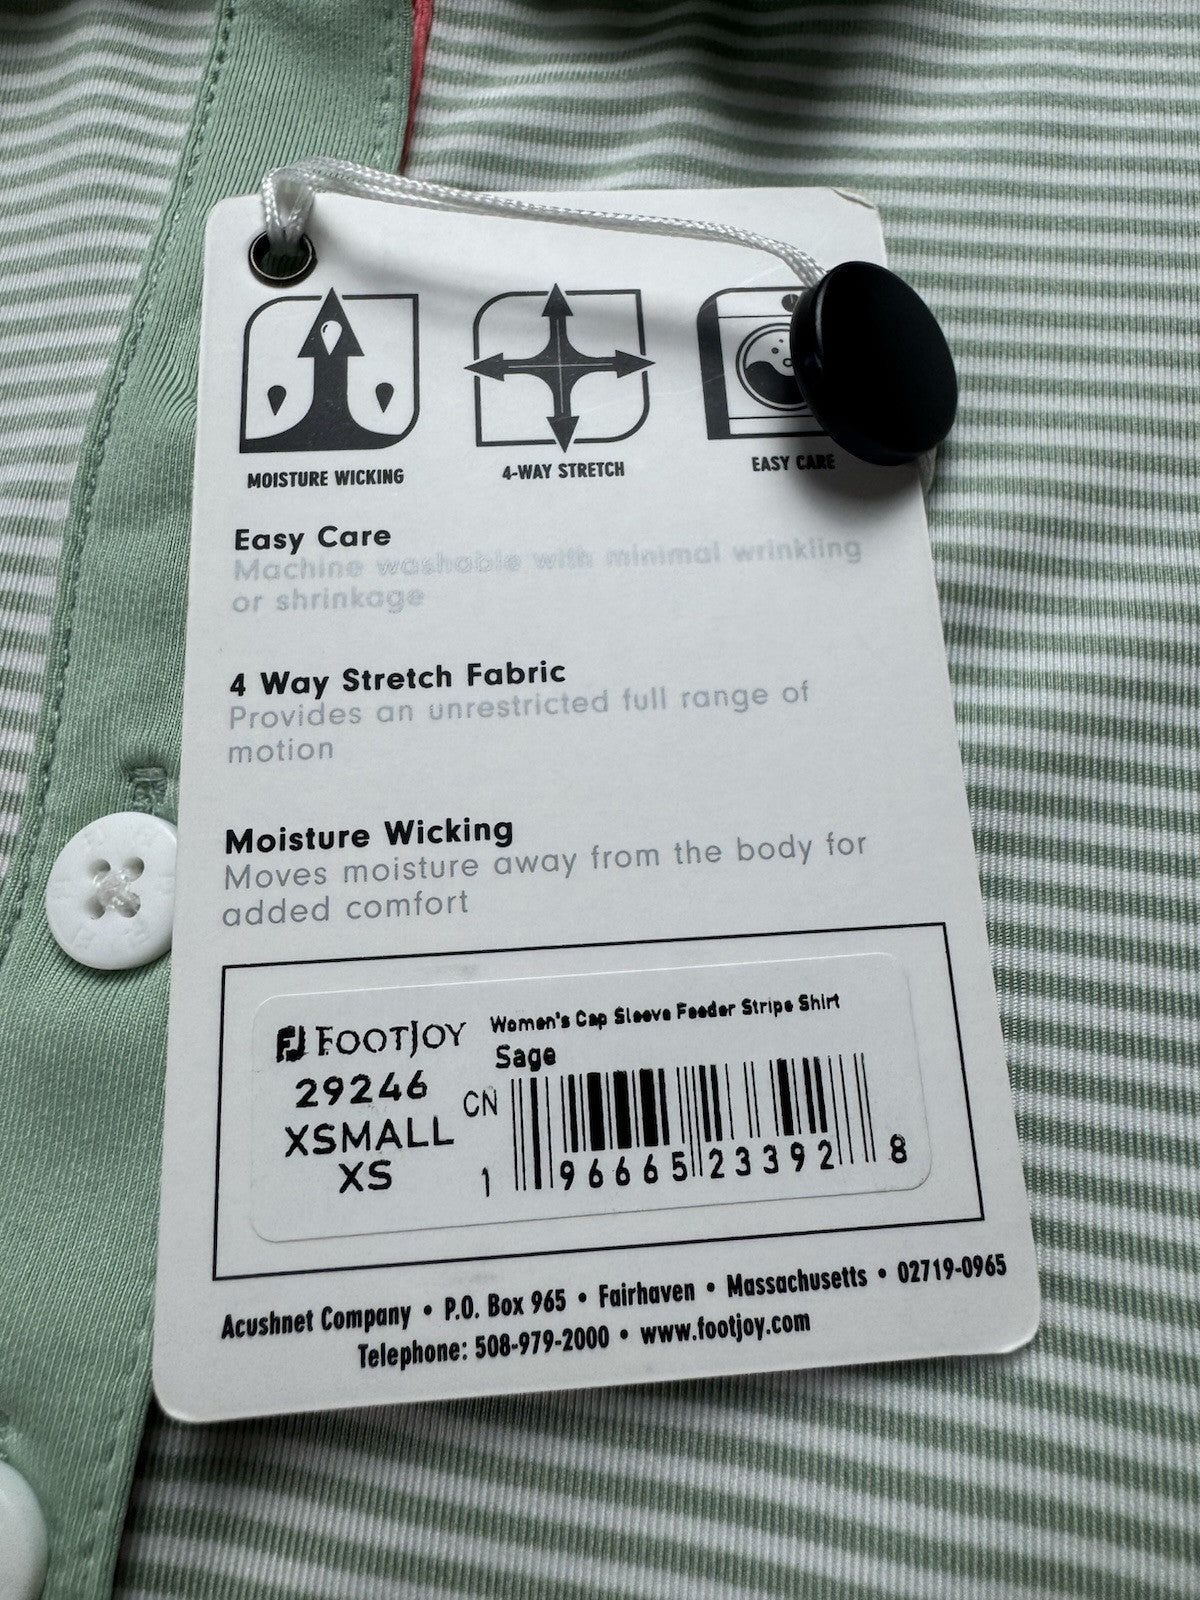 MOISTURE WICKING
4-WAY STRETCH
EASY CARE
Easy Care
Machine washable with minimal wrinkling
or shrinkage
4 Way Stretch Fabric
Provides an unrestricted full range of
motion
Moisture Wicking
Moves moisture away from the body for
added comfort
FJ FOOTJOY
Women's Cap Sleeve Feeder Stripe Shirt
Sage
29246
CN
XSMALL
XS
1 96665 23392 8
Acushnet Company • P.O. Box 965 • Fairhaven • Massachusetts • 02719-0965
Telephone: 508-979-2000 • www.footjoy.com